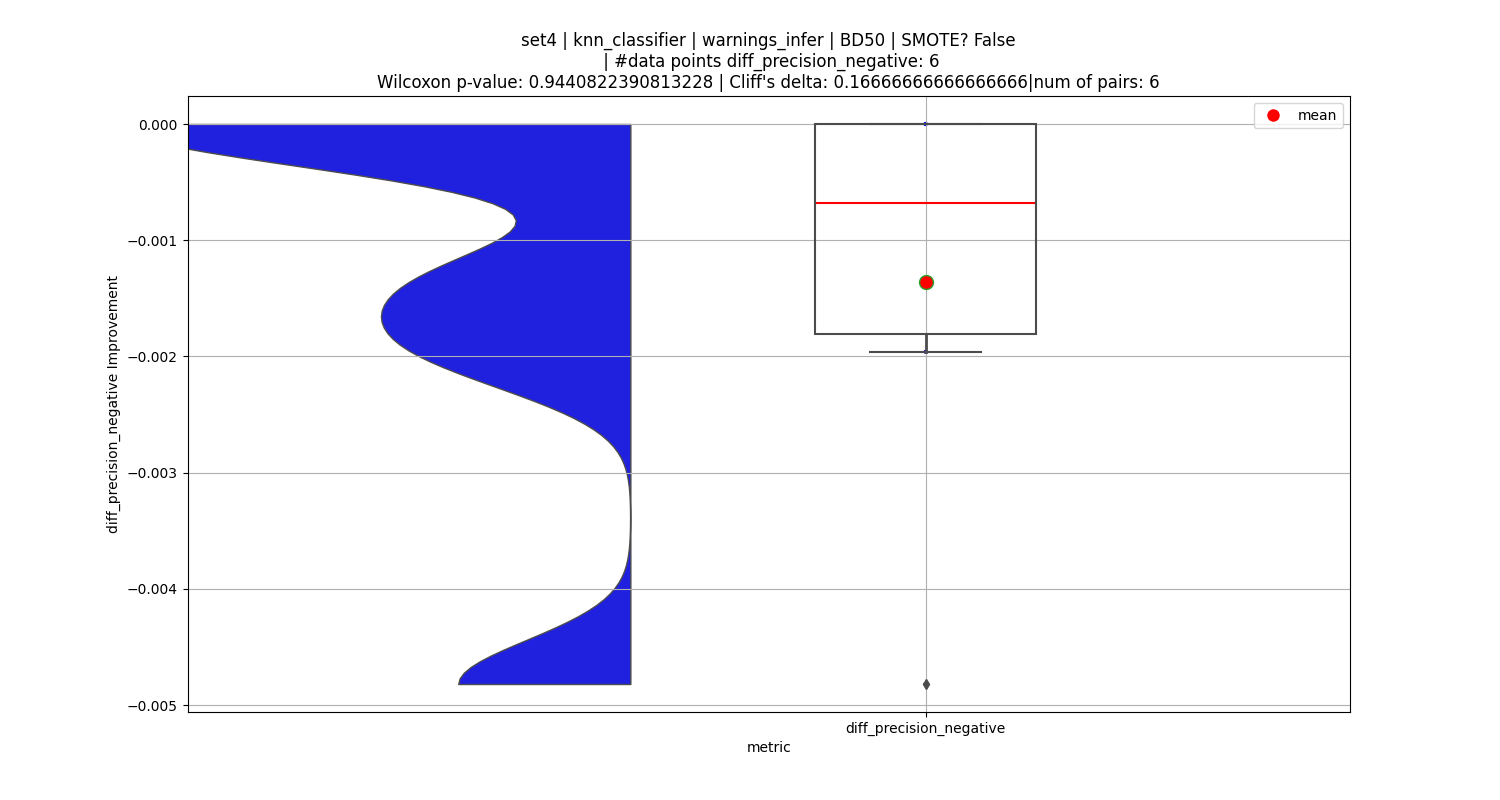 set4 | knn_classifier | warnings_infer | BD50 | SMOTE? False
| #data points diff_precision_negative: 6
Wilcoxon p-value: 0.9440822390813228 | Cliff's delta: 0.16666666666666666|num of pairs: 6
mean
0.000
−0.001
−0.002
−0.003
−0.004
−0.005
diff_precision_negative Improvement
diff_precision_negative
metric